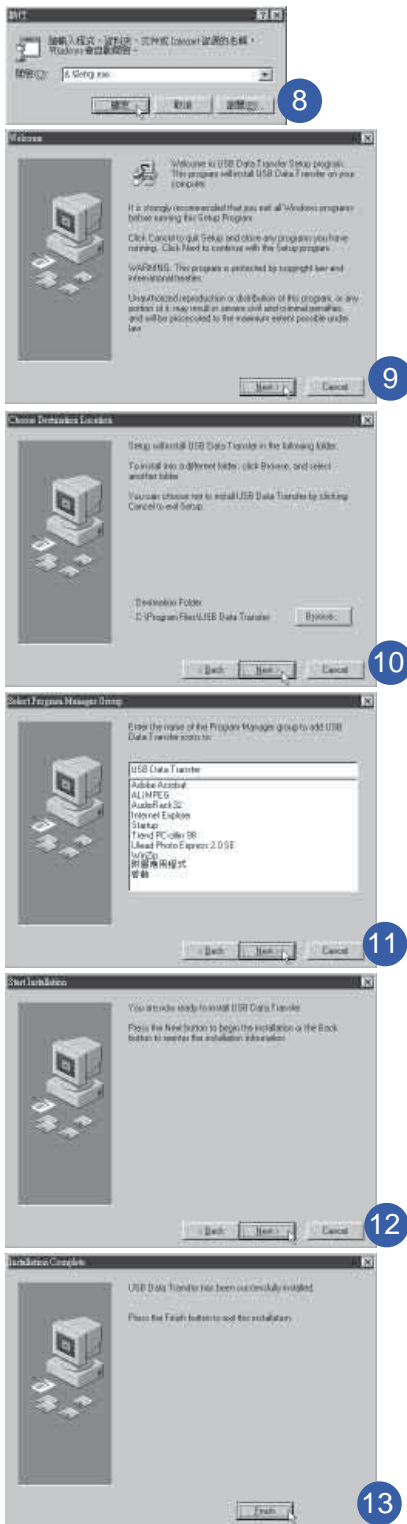 執行
請輸入程式、資料夾、文件或 Internet 資源的名稱，
Windows 會自動開啟。
開啟(O):
A:\Setup.exe
確定
取消
瀏覽(B)...
8
Welcome
Welcome to USB Data Transfer Setup program.
This program will install USB Data Transfer on your
computer.
It is strongly recommended that you exit all Windows programs
before running this Setup Program.
Click Cancel to quit Setup and close any programs you have
running. Click Next to continue with the Setup program.
WARNING: This program is protected by copyright law and
international treaties.
Unauthorized reproduction or distribution of this program, or any
portion of it, may result in severe civil and criminal penalties,
and will be prosecuted to the maximum extent possible under
law.
Next >
Cancel
9
Choose Destination Location
Setup will install USB Data Transfer in the following folder.
To install into a different folder, click Browse, and select
another folder.
You can choose not to install USB Data Transfer by clicking
Cancel to exit Setup.
Destination Folder
C:\Program Files\USB Data Transfer
Browse...
< Back
Next >
Cancel
10
Select Program Manager Group
Enter the name of the Program Manager group to add USB
Data Transfer icons to:
USB Data Transfer
Adobe Acrobat
ALiMPEG
AudioRack32
Internet Explorer
Startup
Trend PC-cillin 98
Ulead Photo Express 2.0 SE
WinZip
附屬應用程式
啟動
< Back
Next >
Cancel
11
Start Installation
You are now ready to install USB Data Transfer.
Press the Next button to begin the installation or the Back
button to reenter the installation information.
< Back
Next >
Cancel
12
Installation Complete
USB Data Transfer has been successfully installed.
Press the Finish button to exit this installation.
Finish
13